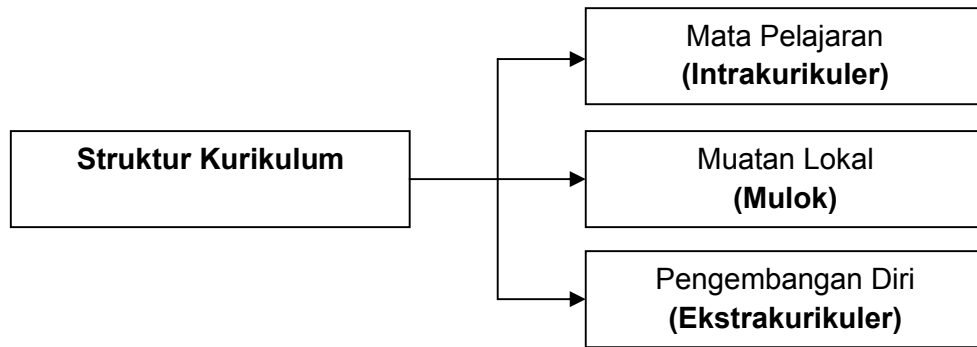 Mata Pelajaran
(Intrakurikuler)
Struktur Kurikulum
Muatan Lokal
(Mulok)
Pengembangan Diri
(Ekstrakurikuler)